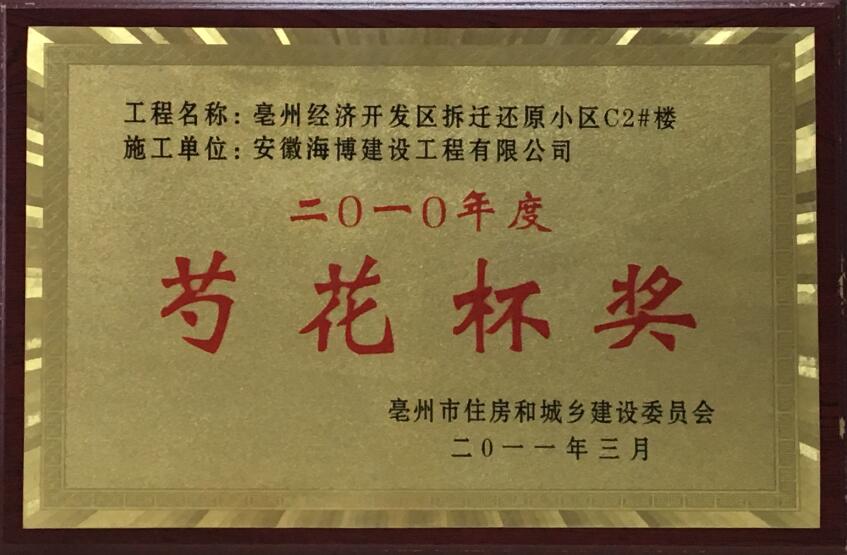 工程名称：亳州经济开发区拆迁还原小区C2#楼
施工单位：安徽海博建设工程有限公司
二〇一〇年度
芍花杯奖
亳州市住房和城乡建设委员会
二〇一一年三月